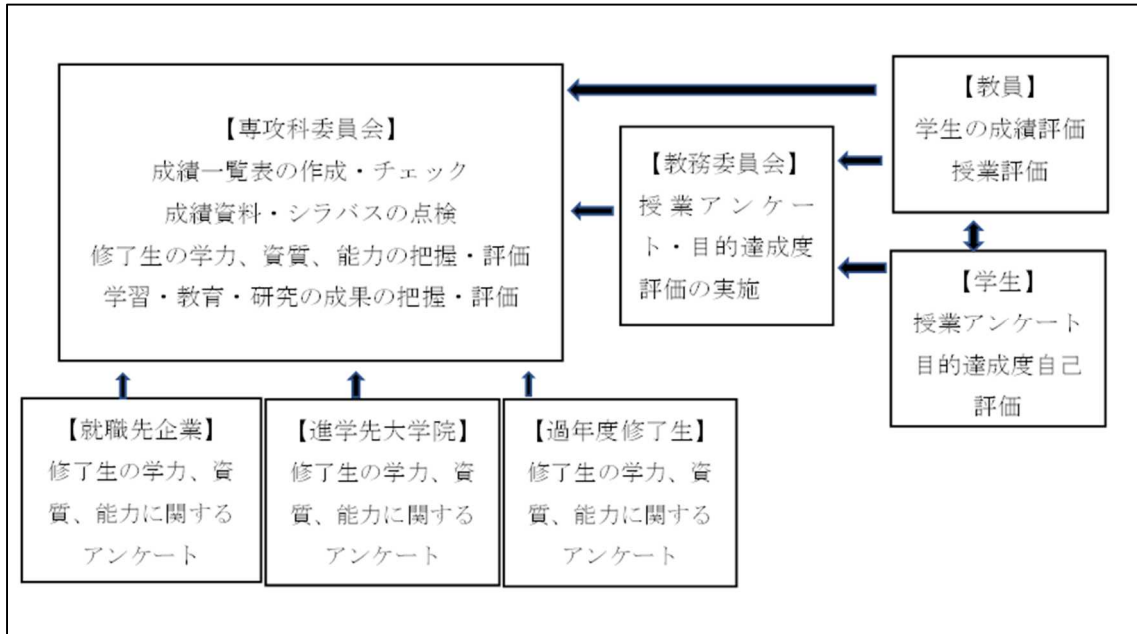 【専攻科委員会】
成績一覧表の作成・チェック
成績資料・シラバスの点検
修了生の学力、資質、能力の把握・評価
学習・教育・研究の成果の把握・評価
【教務委員会】
授業アンケー
ト・目的達成度
評価の実施
【教員】
学生の成績評価
授業評価
【学生】
授業アンケート
目的達成度自己
評価
【就職先企業】
修了生の学力、資
質、能力に関する
アンケート
【進学先大学院】
修了生の学力、資
質、能力に関する
アンケート
【過年度修了生】
修了生の学力、資
質、能力に関する
アンケート